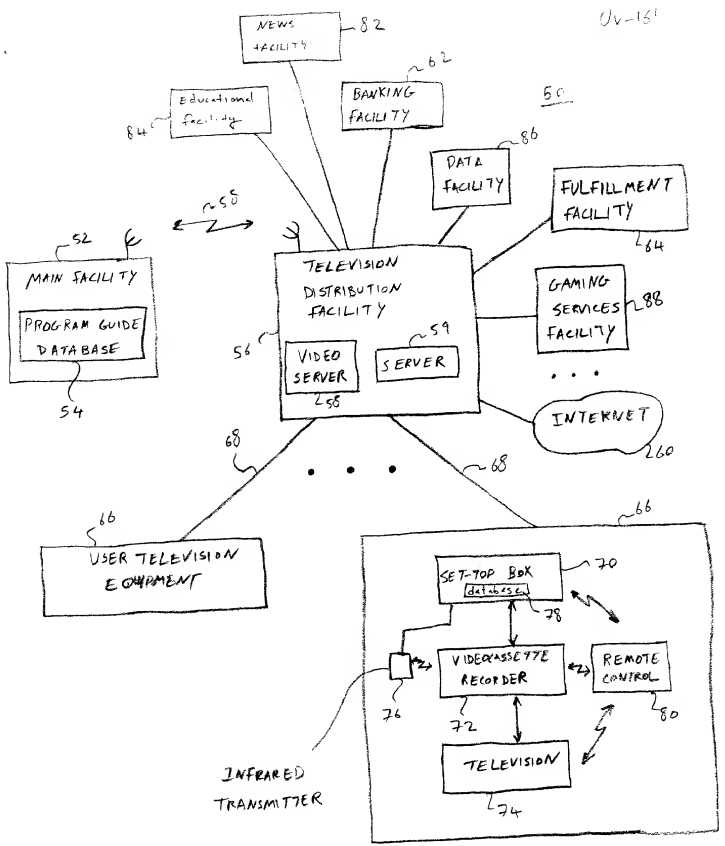 UV-161
NEWS
FACILITY
82
62
Educational
facility
84
BANKING
FACILITY
50
86
DATA
FACILITY
FULFILLMENT
FACILITY
64
52
MAIN FACILITY
PROGRAM GUIDE
DATABASE
54
TELEVISION
DISTRIBUTION
FACILITY
56
VIDEO
SERVER
58
59
SERVER
GAMING
SERVICES
FACILITY
88
INTERNET
60
68
68
66
USER TELEVISION
EQUIPMENT
66
SET-TOP BOX
database
70
78
VIDEOCASSETTE
RECORDER
72
76
REMOTE
CONTROL
80
TELEVISION
74
INFRARED
TRANSMITTER